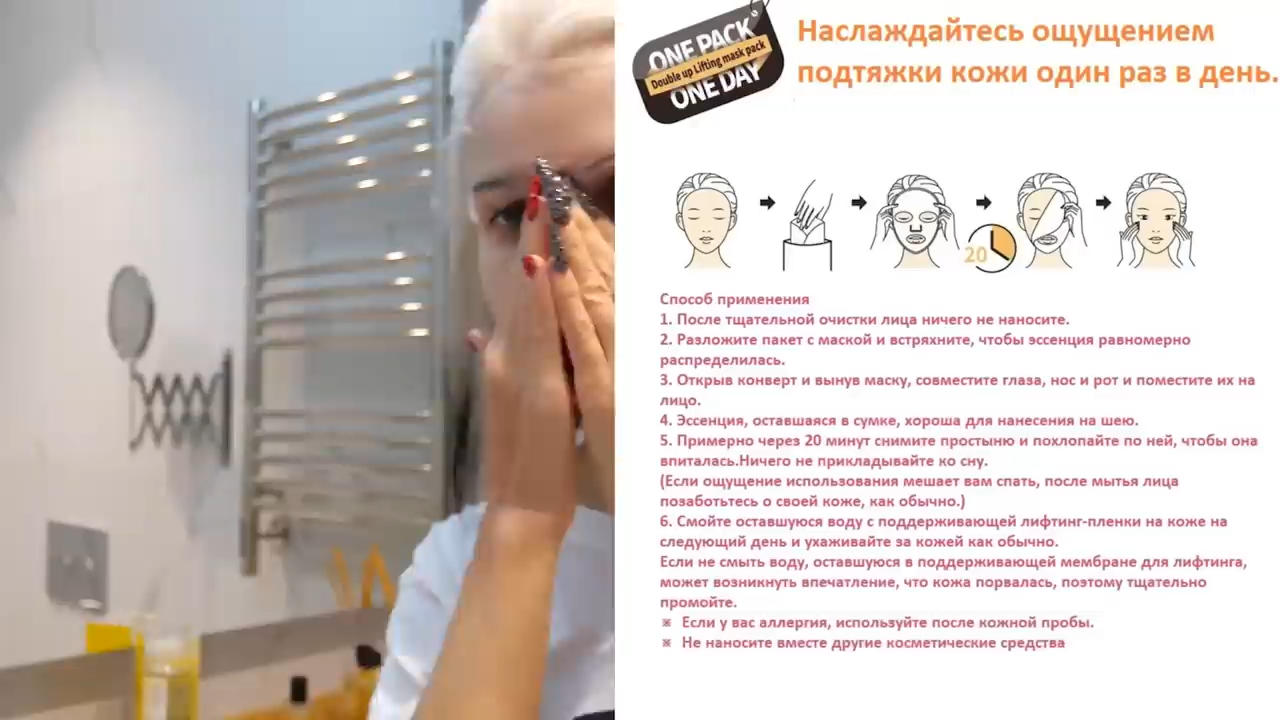 ONE PACK
Double up Lifting mask pack
ONE DAY
Наслаждайтесь ощущением
подтяжки кожи один раз в день.
20
Способ применения
1. После тщательной очистки лица ничего не наносите.
2. Разложите пакет с маской и встряхните, чтобы эссенция равномерно
распределилась.
3. Открыв конверт и вынув маску, совместите глаза, нос и рот и поместите их на
лицо.
4. Эссенция, оставшаяся в сумке, хороша для нанесения на шею.
5. Примерно через 20 минут снимите простыню и похлопайте по ней, чтобы она
впиталась.Ничего не прикладывайте ко сну.
(Если ощущение использования мешает вам спать, после мытья лица
позаботьтесь о своей коже, как обычно.)
6. Смойте оставшуюся воду с поддерживающей лифтинг-пленки на коже на
следующий день и ухаживайте за кожей как обычно.
Если не смыть воду, оставшуюся в поддерживающей мембране для лифтинга,
может возникнуть впечатление, что кожа порвалась, поэтому тщательно
промойте.
※ Если у вас аллергия, используйте после кожной пробы.
※ Не наносите вместе другие косметические средства